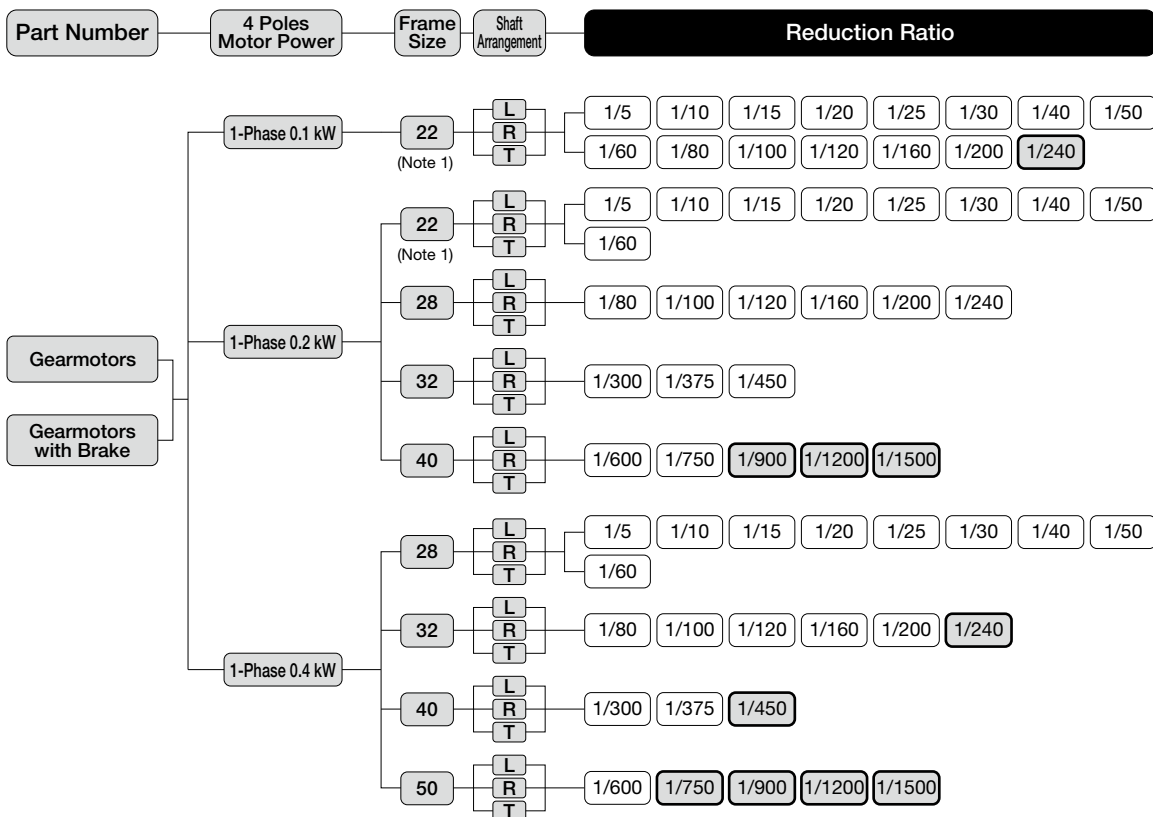 Part Number
4 Poles
Motor Power
Frame
Size
Shaft
Arrangement
Reduction Ratio
1-Phase 0.1 kW
22
(Note 1)
L
R
T
1/5 1/10 1/15 1/20 1/25 1/30 1/40 1/50
1/60 1/80 1/100 1/120 1/160 1/200 1/240
Gearmotors
Gearmotors
with Brake
1-Phase 0.2 kW
22
(Note 1)
L
R
T
1/5 1/10 1/15 1/20 1/25 1/30 1/40 1/50
1/60
28
L
R
T
1/80 1/100 1/120 1/160 1/200 1/240
32
L
R
T
1/300 1/375 1/450
40
L
R
T
1/600 1/750 1/900 1/1200 1/1500
1-Phase 0.4 kW
28
L
R
T
1/5 1/10 1/15 1/20 1/25 1/30 1/40 1/50
1/60
32
L
R
T
1/80 1/100 1/120 1/160 1/200 1/240
40
L
R
T
1/300 1/375 1/450
50
L
R
T
1/600 1/750 1/900 1/1200 1/1500